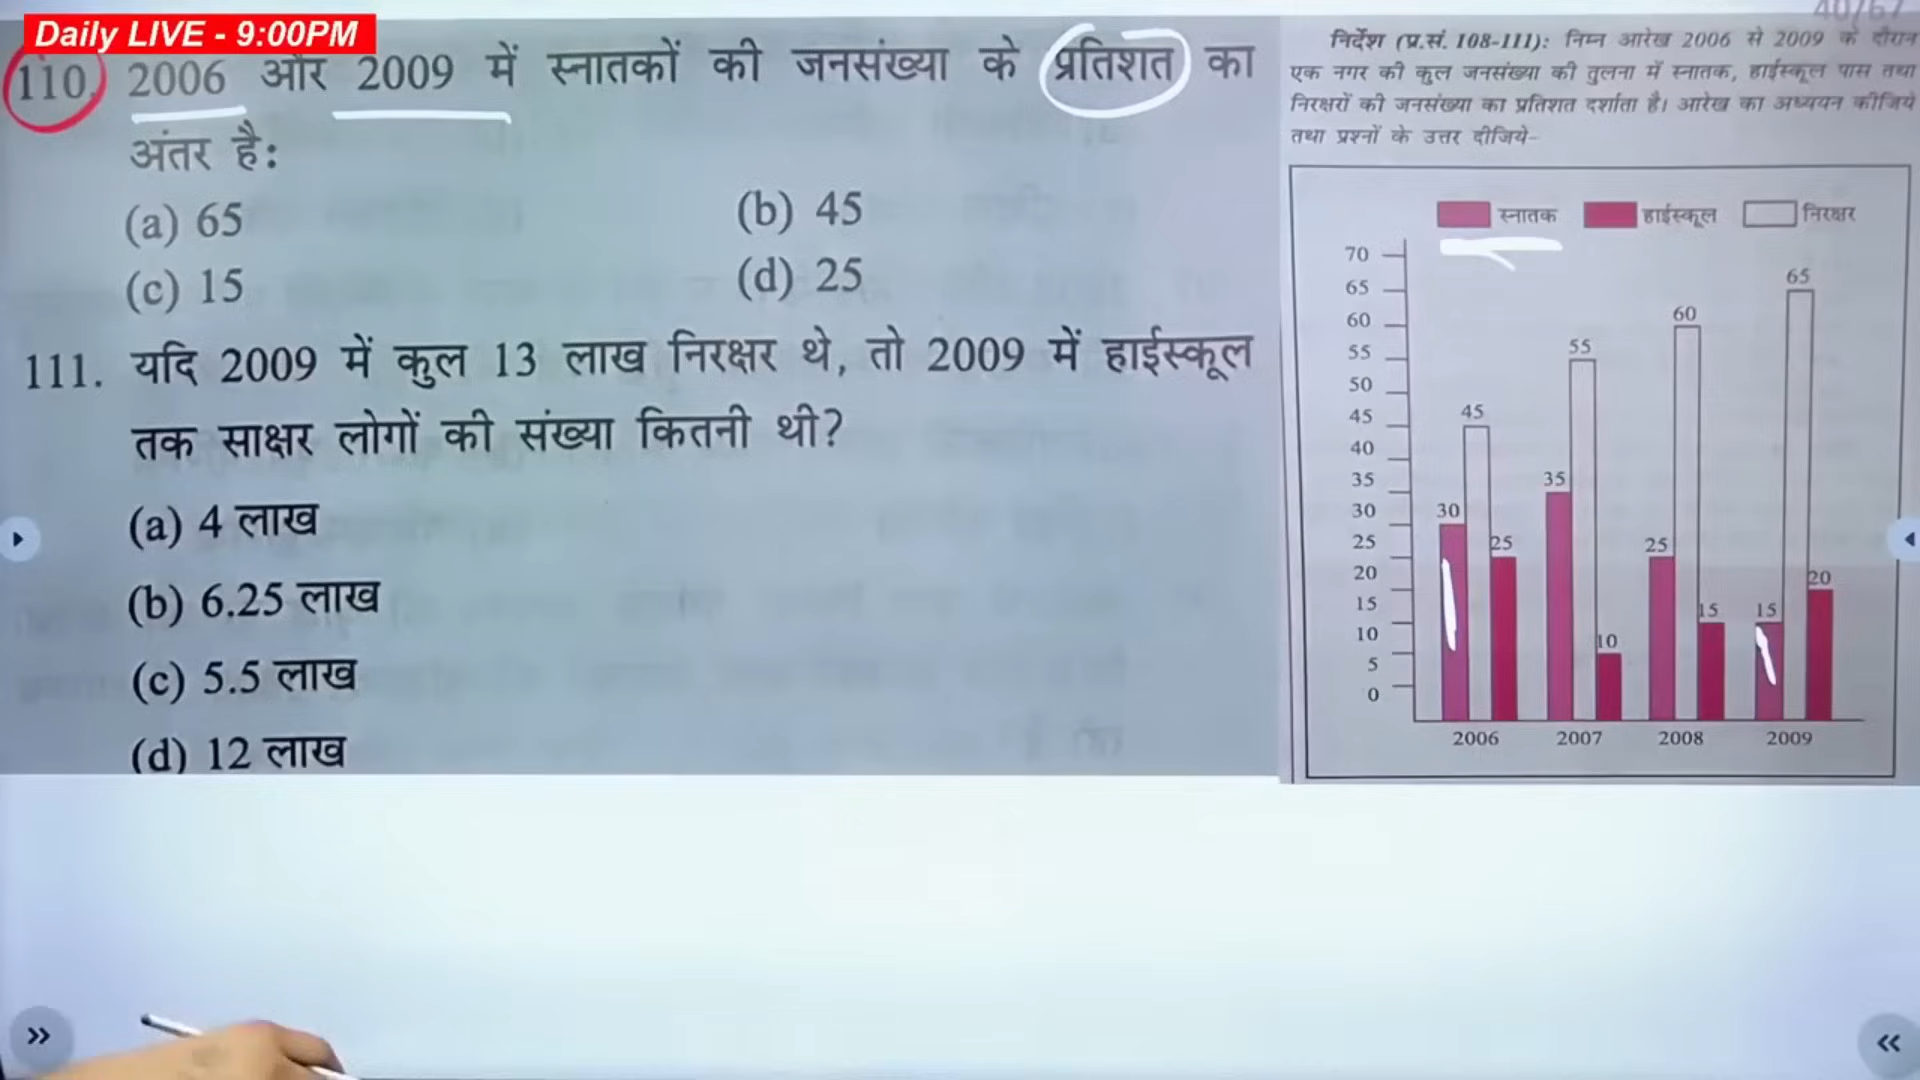 40/67
Daily LIVE - 9:00PM
110. 2006 और 2009 में स्नातकों की जनसंख्या के प्रतिशत का
अंतर है:
(a) 65 (b) 45
(c) 15 (d) 25
111. यदि 2009 में कुल 13 लाख निरक्षर थे, तो 2009 में हाईस्कूल
तक साक्षर लोगों की संख्या कितनी थी?
(a) 4 लाख
(b) 6.25 लाख
(c) 5.5 लाख
(d) 12 लाख
निर्देश (प्र.सं. 108-111): निम्न आरेख 2006 से 2009 के दौरान
एक नगर की कुल जनसंख्या की तुलना में स्नातक, हाईस्कूल पास तथा
निरक्षरों की जनसंख्या का प्रतिशत दर्शाता है। आरेख का अध्ययन कीजिये
तथा प्रश्नों के उत्तर दीजिये-
स्नातक हाईस्कूल निरक्षर
70
65 65
60 60
55 55
50
45 45
40
35 35
30 30
25 25 25
20 20
15 15 15
10 10
5
0
2006 2007 2008 2009